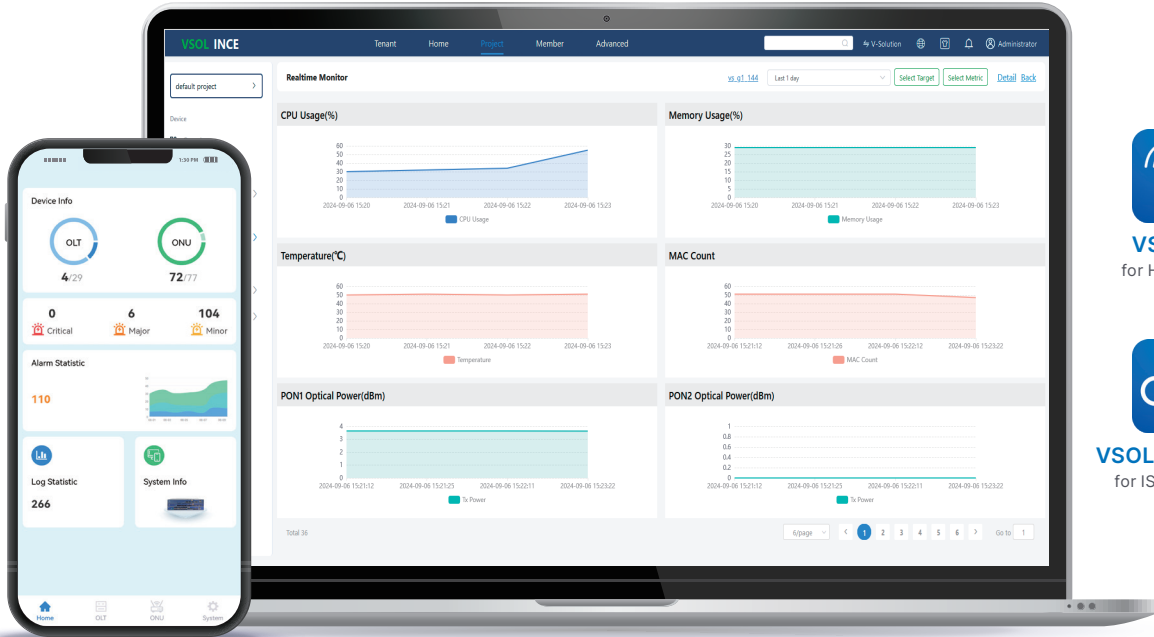 VSOL INCE
Tenant Home Project Member Advanced
V-Solution Administrator
default project
Device
Realtime Monitor
vs_g1_144 Last 1 day Select Target Select Metric Detail Back
CPU Usage(%)
60
50
40
30
20
10
0
2024-09-06 15:20 2024-09-06 15:21 2024-09-06 15:22 2024-09-06 15:23
CPU Usage
Memory Usage(%)
30
25
20
15
10
5
0
2024-09-06 15:20 2024-09-06 15:21 2024-09-06 15:22 2024-09-06 15:23
Memory Usage
Temperature(℃)
60
50
40
30
20
10
0
2024-09-06 15:20 2024-09-06 15:21 2024-09-06 15:22 2024-09-06 15:23
Temperature
MAC Count
60
50
40
30
20
10
0
2024-09-06 15:21:12 2024-09-06 15:21:26 2024-09-06 15:22:12 2024-09-06 15:23:22
MAC Count
PON1 Optical Power(dBm)
4
3
2
1
0
2024-09-06 15:21:12 2024-09-06 15:21:25 2024-09-06 15:22:11 2024-09-06 15:23:22
Tx Power
PON2 Optical Power(dBm)
1
0.8
0.6
0.4
0.2
0
2024-09-06 15:21:12 2024-09-06 15:21:25 2024-09-06 15:22:11 2024-09-06 15:23:22
Tx Power
Total 36
6/page 1 2 3 4 5 6 Go to 1
1:30 PM
Device Info
OLT ONU
4/29 72/77
0 6 104
Critical Major Minor
Alarm Statistic
110
Log Statistic System Info
266
Home OLT ONU System
VS
for H
VSOL
for IS